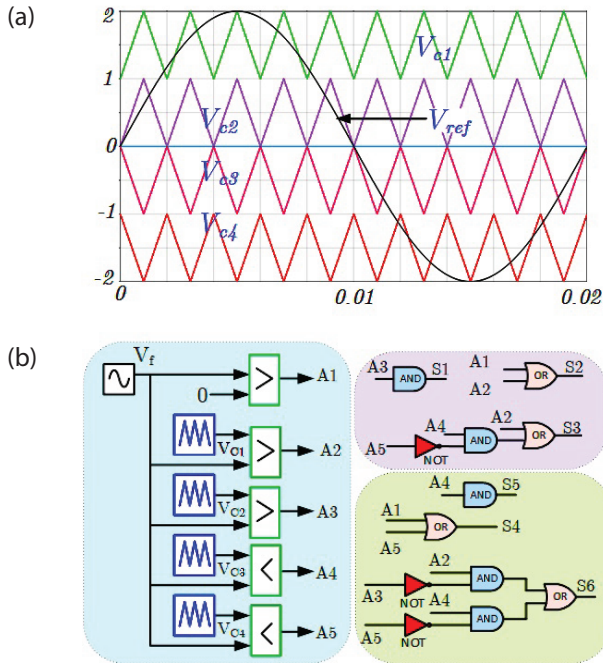 (a)
2
1
0
-1
-2
V_c1
V_c2
V_ref
V_c3
V_c4
0
0.01
0.02
(b)
V_f
0
> A1
V_C1
> A2
V_C2
> A3
V_C3
< A4
V_C4
< A5
A3 AND S1
A1 A2 OR S2
A5 NOT A4 AND A2 OR S3
A4 AND S5
A1 A5 OR S4
A3 NOT A2 AND
A5 NOT A4 AND
OR S6